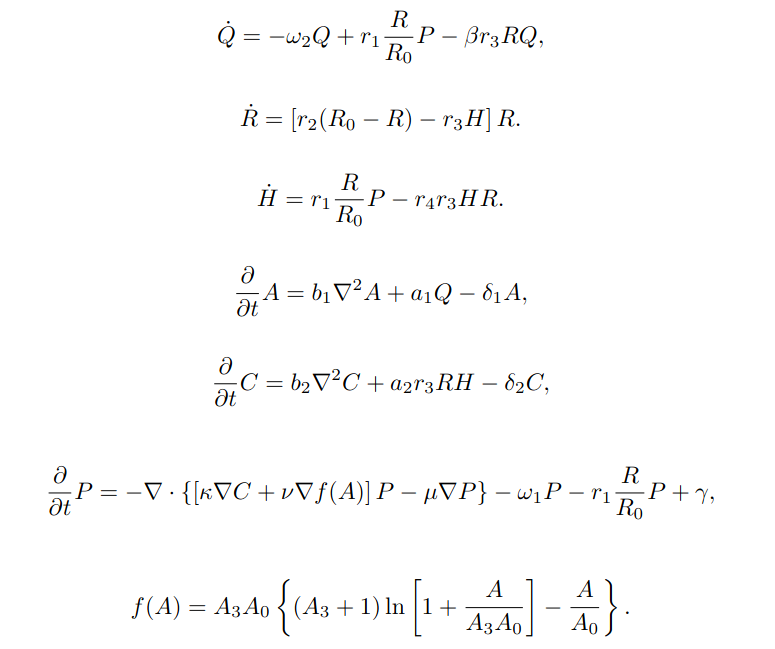 Q̇ = −ω₂Q + r₁ R/R₀ P − βr₃RQ,
Ṙ = [r₂(R₀ − R) − r₃H] R.
Ḣ = r₁ R/R₀ P − r₄r₃HR.
∂/∂t A = b₁∇²A + a₁Q − δ₁A,
∂/∂t C = b₂∇²C + a₂r₃RH − δ₂C,
∂/∂t P = −∇ · {[κ∇C + ν∇f(A)] P − μ∇P} − ω₁P − r₁ R/R₀ P + γ,
f(A) = A₃A₀ {(A₃ + 1) ln [1 + A/(A₃A₀)] − A/A₀} .